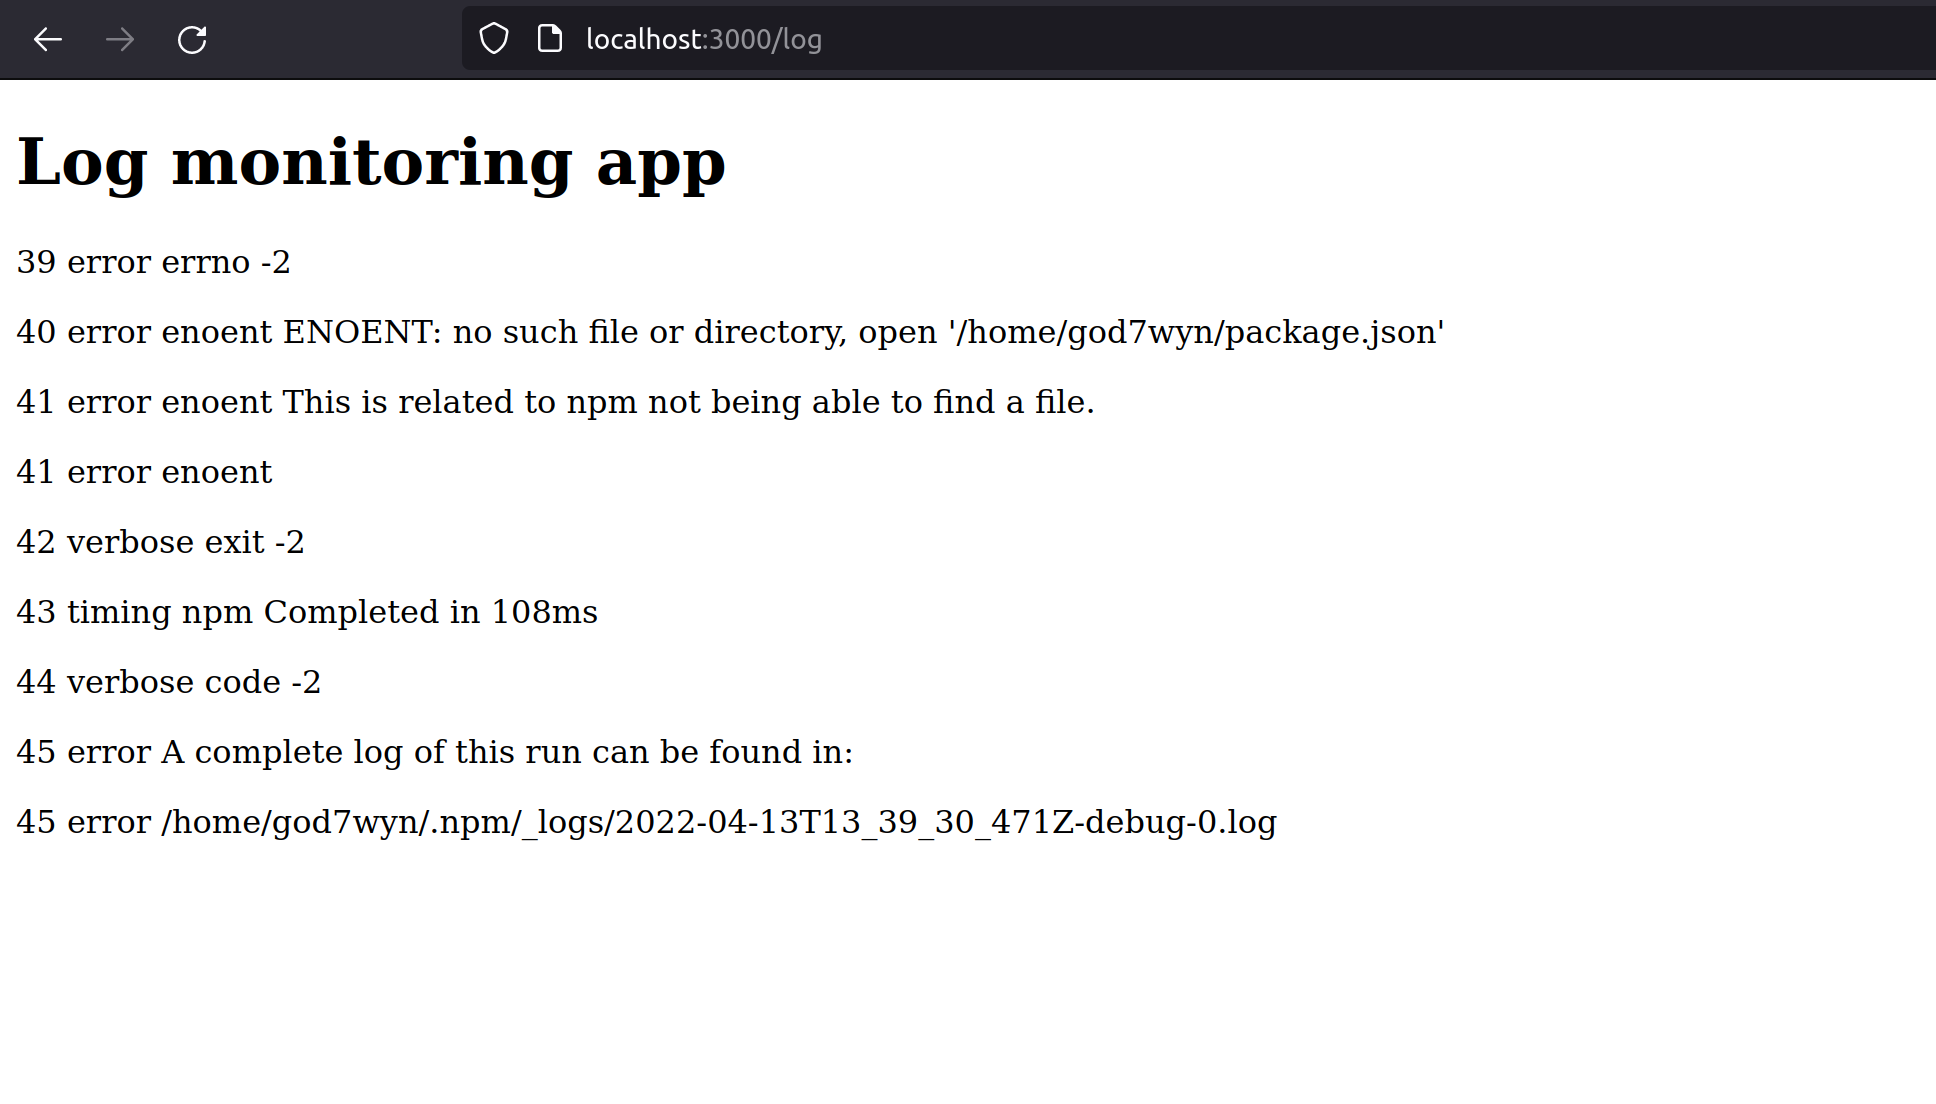 localhost:3000/log
Log monitoring app
39 error errno -2
40 error enoent ENOENT: no such file or directory, open '/home/god7wyn/package.json'
41 error enoent This is related to npm not being able to find a file.
41 error enoent
42 verbose exit -2
43 timing npm Completed in 108ms
44 verbose code -2
45 error A complete log of this run can be found in:
45 error /home/god7wyn/.npm/_logs/2022-04-13T13_39_30_471Z-debug-0.log